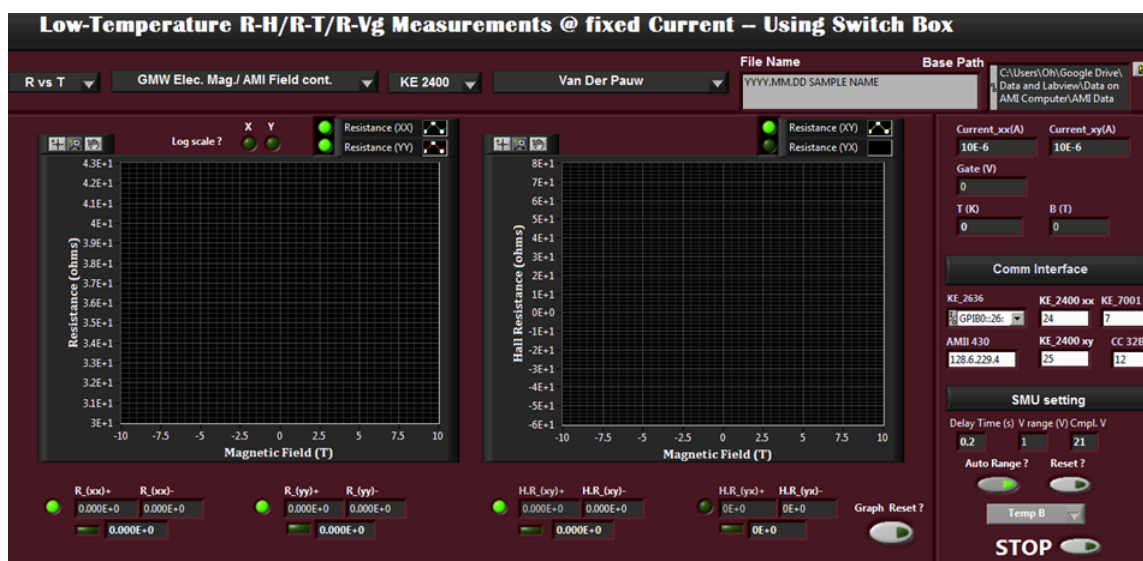 Low-Temperature R-H/R-T/R-Vg Measurements @ fixed Current -- Using Switch Box
R vs T
GMW Elec. Mag./ AMI Field cont.
KE 2400
Van Der Pauw
File Name
YYYY.MM.DD SAMPLE NAME
Base Path
C:\Users\Oh\Google Drive\
Data and Labview\Data on
AMI Computer\AMI Data
Log scale ?
X Y
Resistance (XX)
Resistance (YY)
4.3E+1
4.2E+1
4.1E+1
4E+1
3.9E+1
3.8E+1
3.7E+1
3.6E+1
3.5E+1
3.4E+1
3.3E+1
3.2E+1
3.1E+1
3E+1
Resistance (ohms)
-10 -7.5 -5 -2.5 0 2.5 5 7.5 10
Magnetic Field (T)
Resistance (XY)
Resistance (YX)
8E+1
7E+1
6E+1
5E+1
4E+1
3E+1
2E+1
1E+1
0E+0
-1E+1
-2E+1
-3E+1
-4E+1
-5E+1
-6E+1
Hall Resistance (ohms)
-10 -7.5 -5 -2.5 0 2.5 5 7.5 10
Magnetic Field (T)
R_(xx)+ R_(xx)-
0.000E+0 0.000E+0
0.000E+0
R_(yy)+ R_(yy)-
0.000E+0 0.000E+0
0.000E+0
H.R_(xy)+ H.R_(xy)-
0.000E+0 0.000E+0
0.000E+0
H.R_(yx)+ H.R_(yx)-
0E+0 0E+0
0E+0
Graph Reset ?
Current_xx(A) Current_xy(A)
10E-6 10E-6
Gate (V)
0
T (K) B (T)
0 0
Comm Interface
KE_2636 KE_2400 xx KE_7001
GPIB0::26: 24 7
AMII 430 KE_2400 xy CC 32B
128.6.229.4 25 12
SMU setting
Delay Time (s) V range (V) Cmpl. V
0.2 1 21
Auto Range ? Reset ?
Temp B
STOP